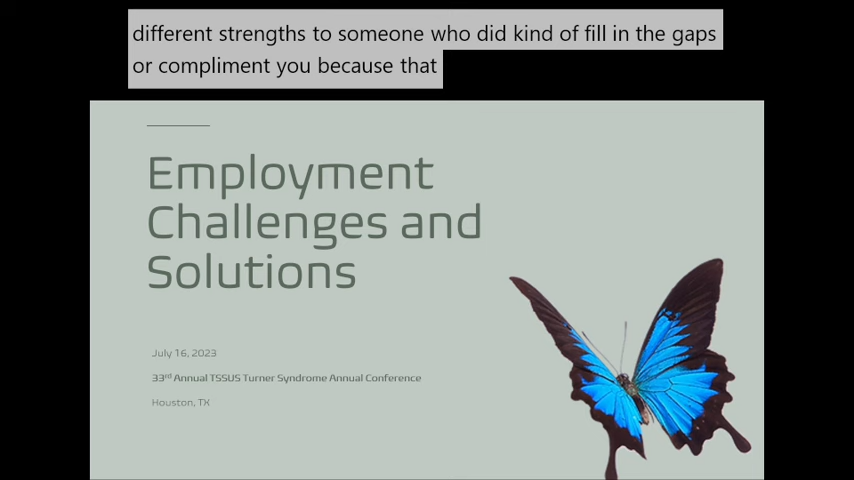 different strengths to someone who did kind of fill in the gaps
or compliment you because that
Employment
Challenges and
Solutions
July 16, 2023
33rd Annual TSSUS Turner Syndrome Annual Conference
Houston, TX